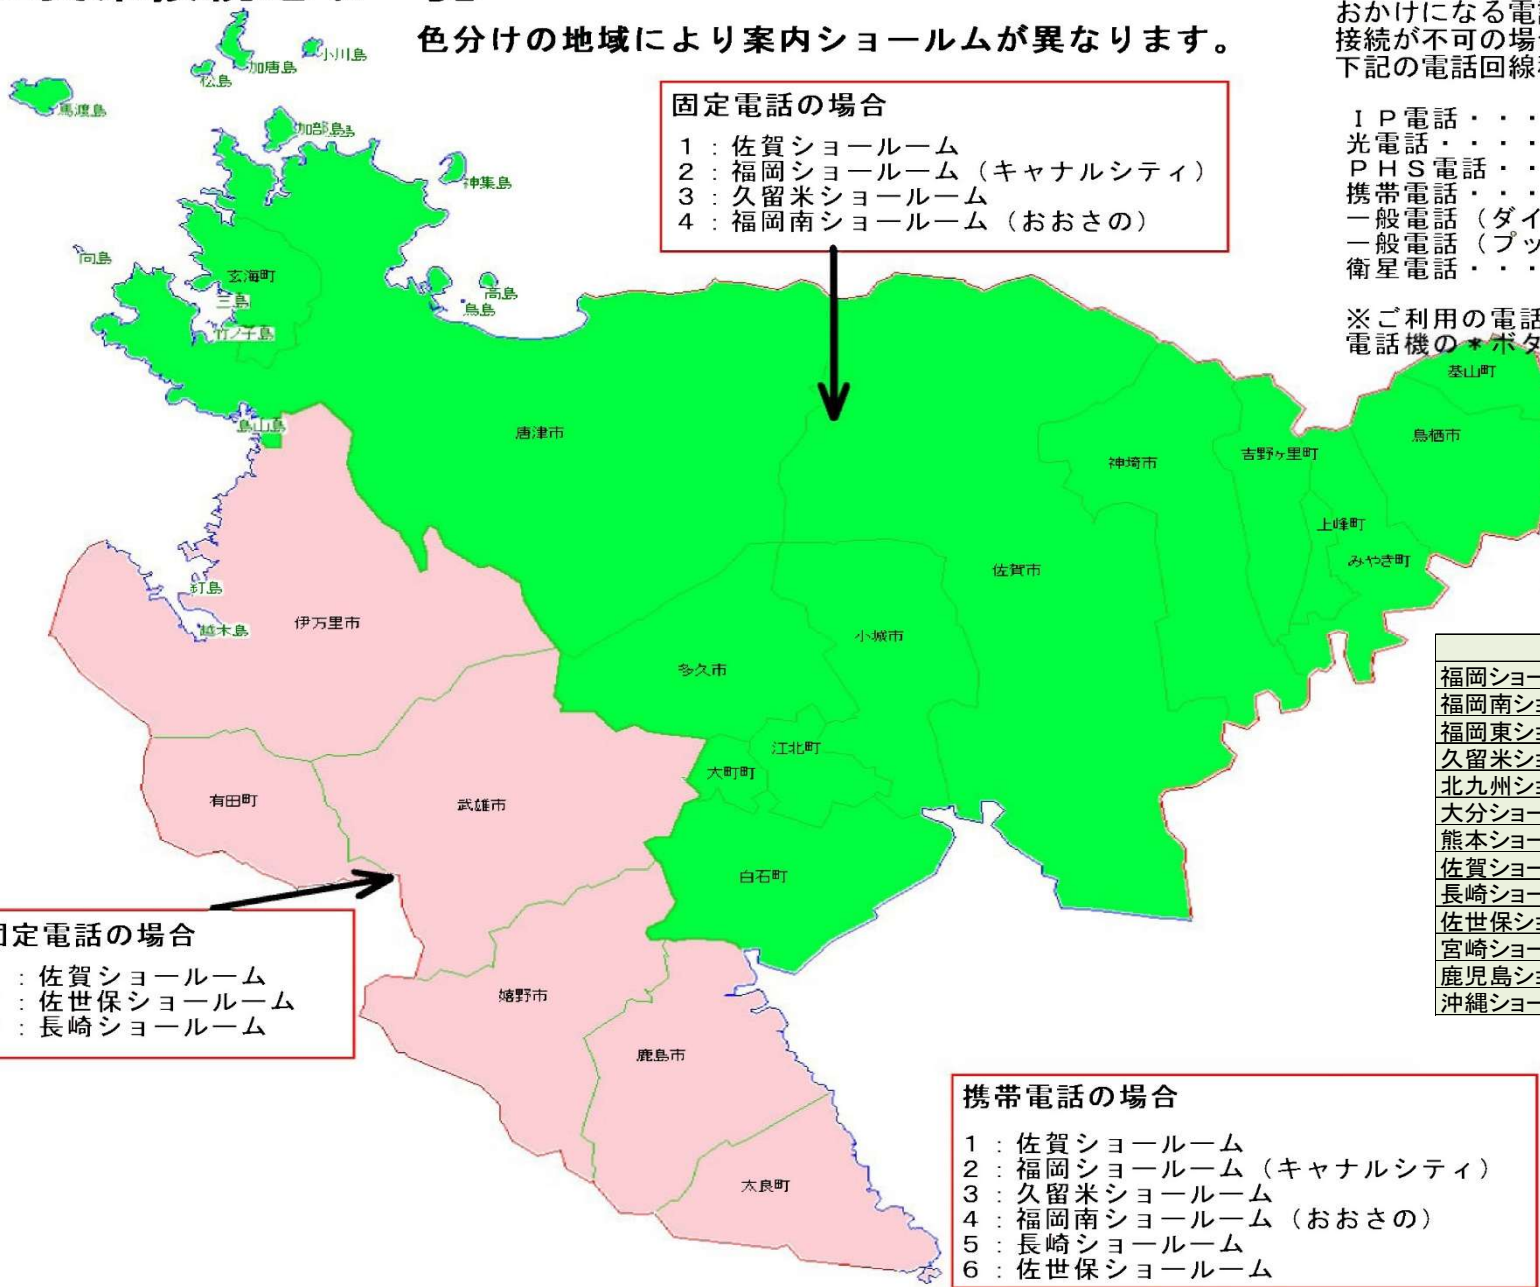 色分けの地域により案内ショールムが異なります。
おかけになる電
接続が不可の場
下記の電話回線
ＩＰ電話・・・
光電話・・・・
ＰＨＳ電話・・
携帯電話・・・
一般電話（ダイ
一般電話（プッ
衛星電話・・・
※ご利用の電
電話機の＊ボタ
固定電話の場合
1：佐賀ショールーム
2：福岡ショールーム（キャナルシティ）
3：久留米ショールーム
4：福岡南ショールーム（おおさの）
小川島
加唐島
松島
馬渡島
加部島
神集島
向島
玄海町
三島
竹ノ子島
高島
鳥島
島山島
唐津市
神埼市
吉野ヶ里町
基山町
鳥栖市
上峰町
みやき町
佐賀市
小城市
多久市
江北町
大町町
白石町
釘島
越木島
伊万里市
有田町
武雄市
嬉野市
鹿島市
太良町
定電話の場合
：佐賀ショールーム
：佐世保ショールーム
：長崎ショールーム
福岡ショー
福岡南ショ
福岡東ショ
久留米ショ
北九州ショ
大分ショー
熊本ショー
佐賀ショー
長崎ショー
佐世保ショ
宮崎ショー
鹿児島ショ
沖縄ショー
携帯電話の場合
1：佐賀ショールーム
2：福岡ショールーム（キャナルシティ）
3：久留米ショールーム
4：福岡南ショールーム（おおさの）
5：長崎ショールーム
6：佐世保ショールーム